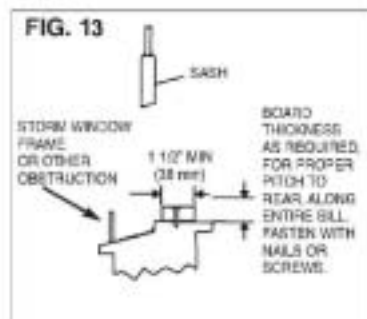 FIG. 13
SASH
STORM WINDOW
FRAME
OR OTHER
OBSTRUCTION
1 1/2" MIN
(38 mm)
BOARD
THICKNESS
AS REQUIRED,
FOR PROPER
PITCH TO
REAR ALONG
ENTIRE SILL.
FASTEN WITH
NAILS OR
SCREWS.